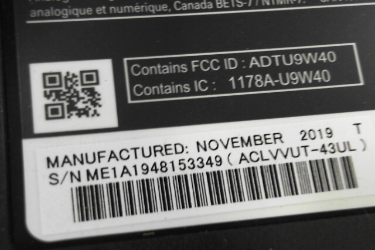 analogique et numérique, Canada BETS-7 / NTMR-7.
Contains FCC ID : ADTU9W40
Contains IC : 1178A-U9W40
MANUFACTURED: NOVEMBER 2019 T
S/N ME1A1948153349 ( ACLVVUT-43UL )